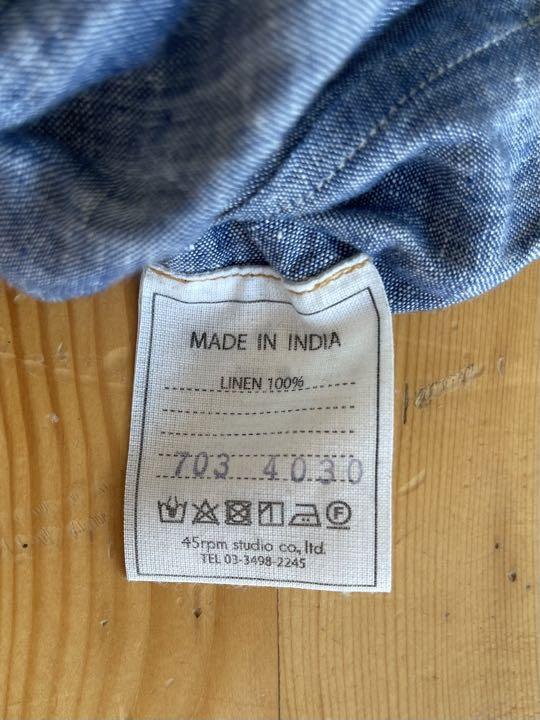 MADE IN INDIA
LINEN 100%
703 4030
F
45rpm studio co., ltd.
TEL 03-3498-2245